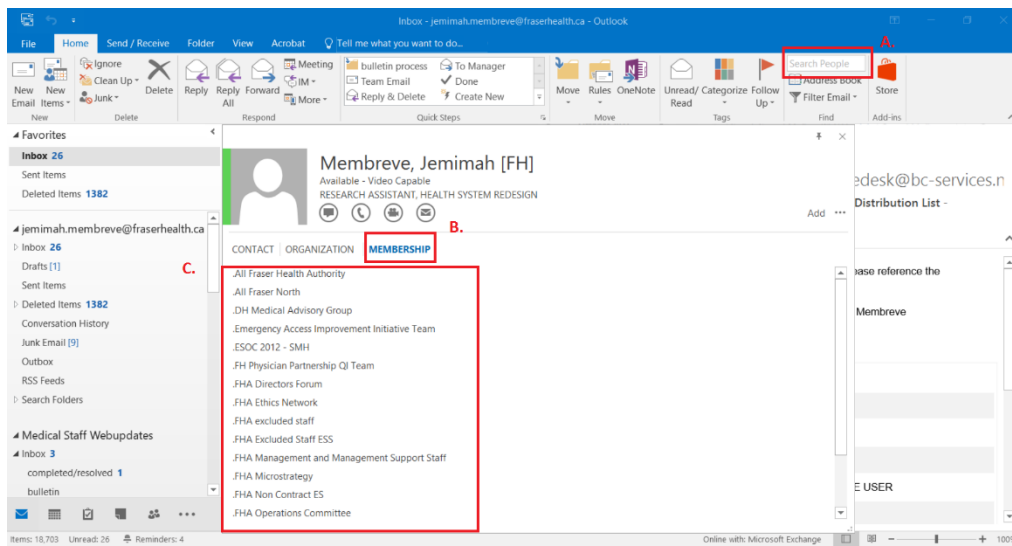 Inbox - jemimah.membreve@fraserhealth.ca - Outlook
File Home Send / Receive Folder View Acrobat Tell me what you want to do...
A.
New Email
New Items
Ignore
Clean Up
Junk
Delete
Reply
Reply All
Forward
Meeting
IM
More
bulletin process
Team Email
Reply & Delete
To Manager
Done
Create New
Move
Rules
OneNote
Unread/ Read
Categorize
Follow Up
Search People
Address Book
Filter Email
Store
New
Delete
Respond
Quick Steps
Move
Tags
Find
Add-ins
Favorites
Inbox 26
Sent Items
Deleted Items 1382
jemimah.membreve@fraserhealth.ca
Inbox 26
Drafts [1]
Sent Items
Deleted Items 1382
Conversation History
Junk Email [9]
Outbox
RSS Feeds
Search Folders
Medical Staff Webupdates
Inbox 3
completed/resolved 1
bulletin
Membreve, Jemimah [FH]
Available - Video Capable
RESEARCH ASSISTANT, HEALTH SYSTEM REDESIGN
Add
B.
CONTACT ORGANIZATION MEMBERSHIP
C.
.All Fraser Health Authority
.All Fraser North
.DH Medical Advisory Group
.Emergency Access Improvement Initiative Team
.ESOC 2012 - SMH
.FH Physician Partnership QI Team
.FHA Directors Forum
.FHA Ethics Network
.FHA excluded staff
.FHA Excluded Staff ESS
.FHA Management and Management Support Staff
.FHA Microstrategy
.FHA Non Contract ES
.FHA Operations Committee
edesk@bc-services.n
Distribution List -
ase reference the
Membreve
E USER
Items: 18,703 Unread: 26 Reminders: 4
Online with: Microsoft Exchange
100%